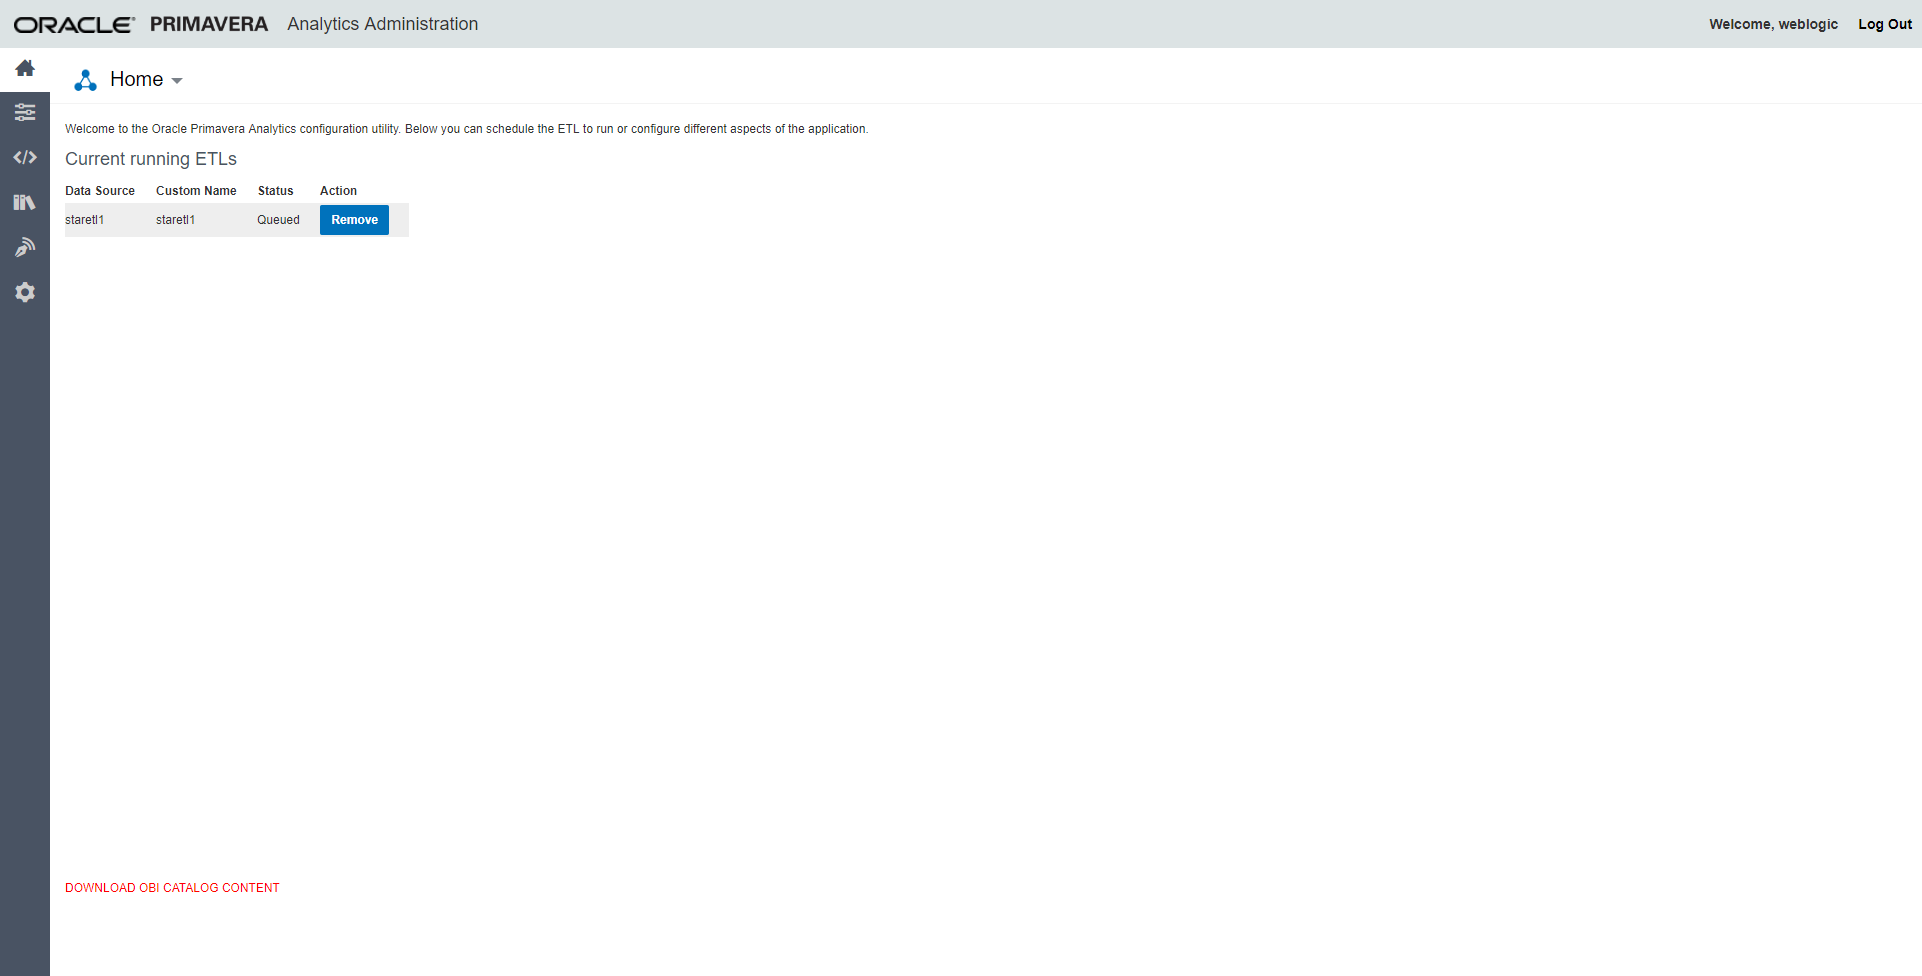 ORACLE® PRIMAVERA Analytics Administration Welcome, weblogic Log Out
Home
Welcome to the Oracle Primavera Analytics configuration utility. Below you can schedule the ETL to run or configure different aspects of the application.
Current running ETLs
Data Source Custom Name Status Action
staretl1 staretl1 Queued Remove
DOWNLOAD OBI CATALOG CONTENT